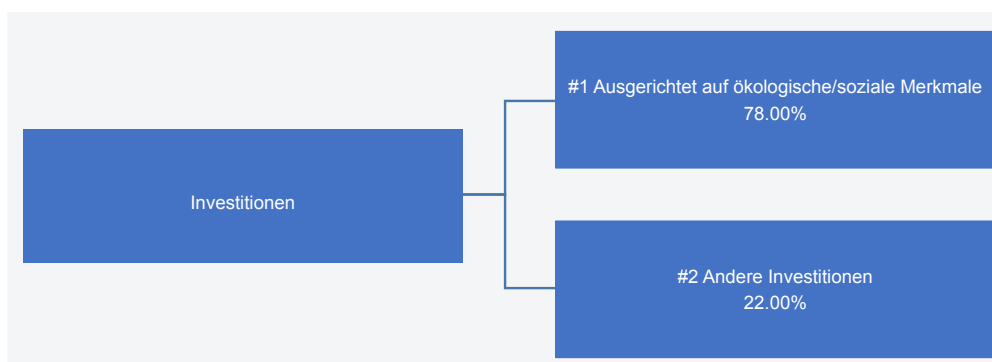 Investitionen
#1 Ausgerichtet auf ökologische/soziale Merkmale
78.00%
#2 Andere Investitionen
22.00%